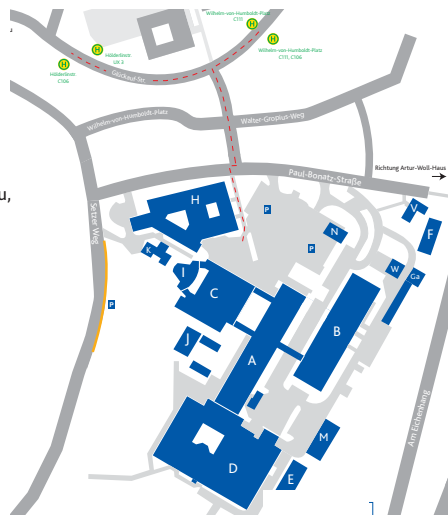 Wilhelm-von-Humboldt-Platz
C111
H
H
Wilhelm-von-Humboldt-Platz
C111, C106
H
Hölderlinstr.
UX 3
H
Hölderlinstr.
C106
Glückauf-Str.
Wilhelm-von-Humboldt-Platz
Walter-Gropius-Weg
Richtung Artur-Woll-Haus
Paul-Bonatz-Straße
u,
Setzer Weg
H
P
V
N
F
K
P
I
W
Ga
C
P
J
B
A
Am Eichenhang
M
D
E